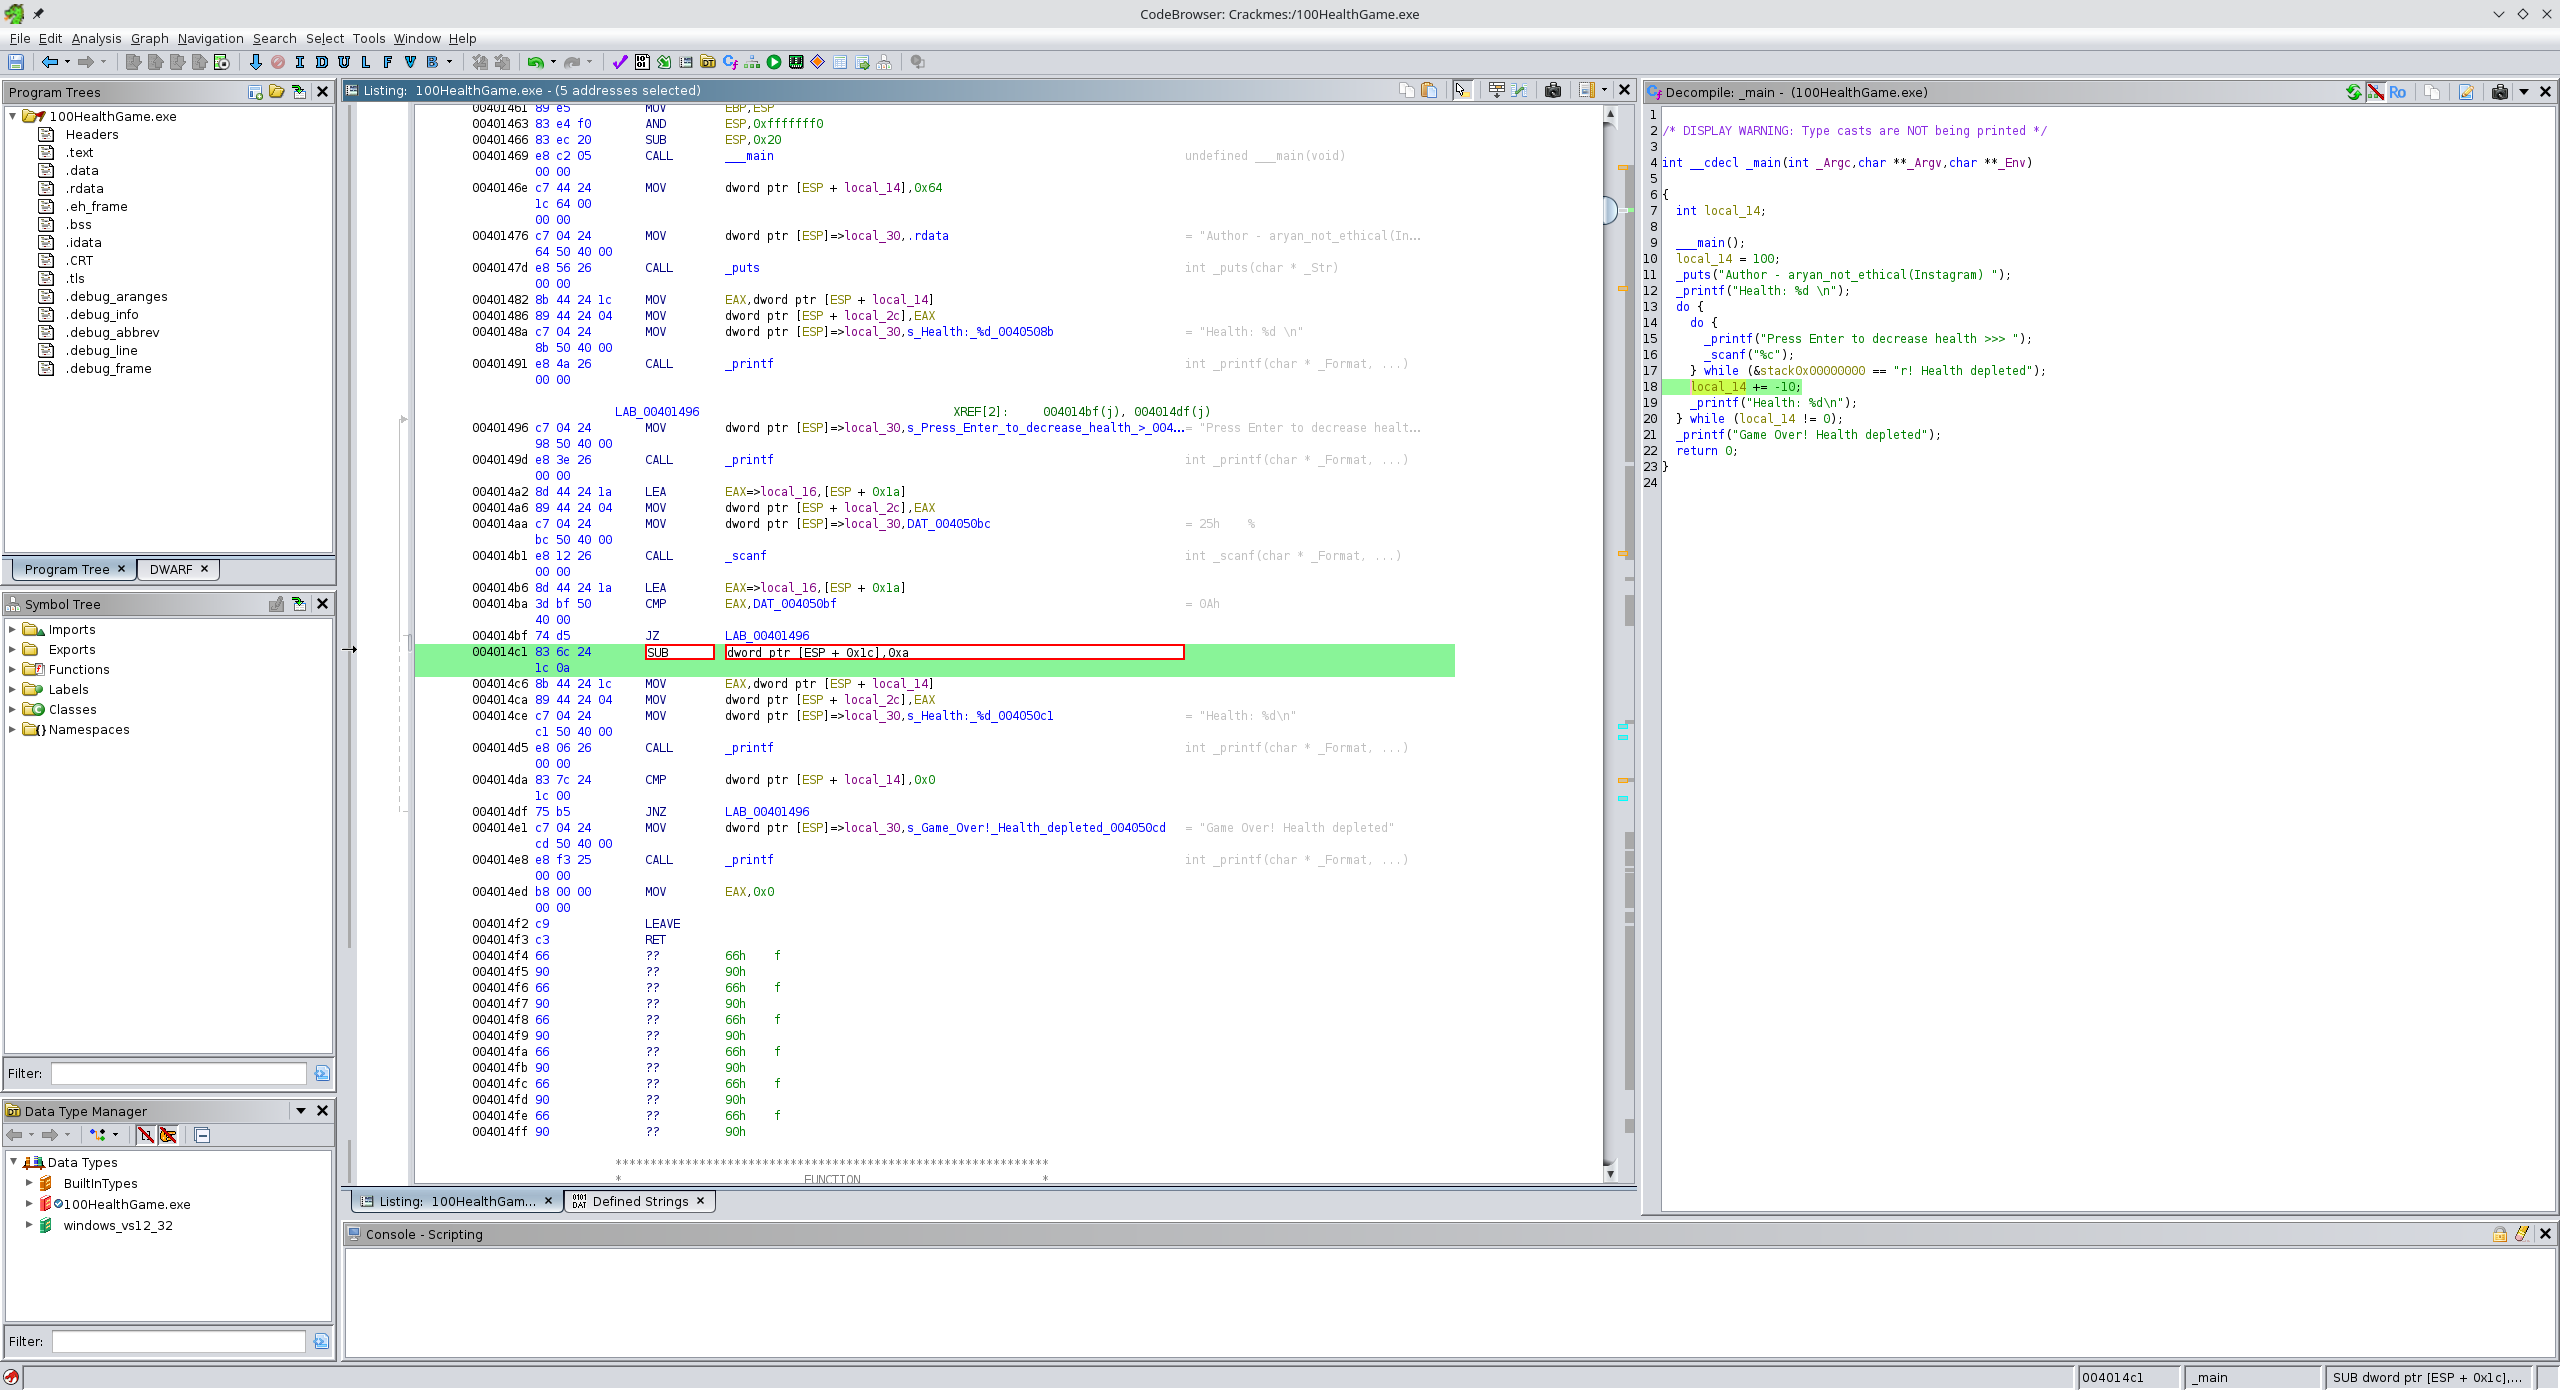 CodeBrowser: Crackmes:/100HealthGame.exe
File Edit Analysis Graph Navigation Search Select Tools Window Help
I D U L F V B
Program Trees
100HealthGame.exe
Headers
.text
.data
.rdata
.eh_frame
.bss
.idata
.CRT
.tls
.debug_aranges
.debug_info
.debug_abbrev
.debug_line
.debug_frame
Program Tree
DWARF
Symbol Tree
Imports
Exports
Functions
Labels
Classes
Namespaces
Filter:
Data Type Manager
Data Types
BuiltInTypes
100HealthGame.exe
windows_vs12_32
Filter:
Listing: 100HealthGame.exe - (5 addresses selected)
00401461 89 e5 MOV EBP,ESP
00401463 83 e4 f0 AND ESP,0xfffffff0
00401466 83 ec 20 SUB ESP,0x20
00401469 e8 c2 05 CALL ___main undefined ___main(void)
00 00
0040146e c7 44 24 MOV dword ptr [ESP + local_14],0x64
1c 64 00
00 00
00401476 c7 04 24 MOV dword ptr [ESP]=>local_30,.rdata = "Author - aryan_not_ethical(In...
64 50 40 00
0040147d e8 56 26 CALL _puts int _puts(char * _Str)
00 00
00401482 8b 44 24 1c MOV EAX,dword ptr [ESP + local_14]
00401486 89 44 24 04 MOV dword ptr [ESP + local_2c],EAX
0040148a c7 04 24 MOV dword ptr [ESP]=>local_30,s_Health:_%d_0040508b = "Health: %d \n"
8b 50 40 00
00401491 e8 4a 26 CALL _printf int _printf(char * _Format, ...)
00 00
LAB_00401496 XREF[2]: 004014bf(j), 004014df(j)
00401496 c7 04 24 MOV dword ptr [ESP]=>local_30,s_Press_Enter_to_decrease_health_>_004...= "Press Enter to decrease healt...
98 50 40 00
0040149d e8 3e 26 CALL _printf int _printf(char * _Format, ...)
00 00
004014a2 8d 44 24 1a LEA EAX=>local_16,[ESP + 0x1a]
004014a6 89 44 24 04 MOV dword ptr [ESP + local_2c],EAX
004014aa c7 04 24 MOV dword ptr [ESP]=>local_30,DAT_004050bc = 25h %
bc 50 40 00
004014b1 e8 12 26 CALL _scanf int _scanf(char * _Format, ...)
00 00
004014b6 8d 44 24 1a LEA EAX=>local_16,[ESP + 0x1a]
004014ba 3d bf 50 CMP EAX,DAT_004050bf = 0Ah
40 00
004014bf 74 d5 JZ LAB_00401496
004014c1 83 6c 24 SUB dword ptr [ESP + 0x1c],0xa
1c 0a
004014c6 8b 44 24 1c MOV EAX,dword ptr [ESP + local_14]
004014ca 89 44 24 04 MOV dword ptr [ESP + local_2c],EAX
004014ce c7 04 24 MOV dword ptr [ESP]=>local_30,s_Health:_%d_004050c1 = "Health: %d\n"
c1 50 40 00
004014d5 e8 06 26 CALL _printf int _printf(char * _Format, ...)
00 00
004014da 83 7c 24 CMP dword ptr [ESP + local_14],0x0
1c 00
004014df 75 b5 JNZ LAB_00401496
004014e1 c7 04 24 MOV dword ptr [ESP]=>local_30,s_Game_Over!_Health_depleted_004050cd = "Game Over! Health depleted"
cd 50 40 00
004014e8 e8 f3 25 CALL _printf int _printf(char * _Format, ...)
00 00
004014ed b8 00 00 MOV EAX,0x0
00 00
004014f2 c9 LEAVE
004014f3 c3 RET
004014f4 66 ?? 66h f
004014f5 90 ?? 90h
004014f6 66 ?? 66h f
004014f7 90 ?? 90h
004014f8 66 ?? 66h f
004014f9 90 ?? 90h
004014fa 66 ?? 66h f
004014fb 90 ?? 90h
004014fc 66 ?? 66h f
004014fd 90 ?? 90h
004014fe 66 ?? 66h f
004014ff 90 ?? 90h
**************************************************************
* FUNCTION *
Listing: 100HealthGam...
Defined Strings
Decompile: _main - (100HealthGame.exe)
Ro
1
2 /* DISPLAY WARNING: Type casts are NOT being printed */
3
4 int __cdecl _main(int _Argc,char **_Argv,char **_Env)
5
6 {
7 int local_14;
8
9 ___main();
10 local_14 = 100;
11 _puts("Author - aryan_not_ethical(Instagram) ");
12 _printf("Health: %d \n");
13 do {
14 do {
15 _printf("Press Enter to decrease health >>> ");
16 _scanf("%c");
17 } while (&stack0x00000000 == "r! Health depleted");
18 local_14 += -10;
19 _printf("Health: %d\n");
20 } while (local_14 != 0);
21 _printf("Game Over! Health depleted");
22 return 0;
23 }
24
Console - Scripting
004014c1
_main
SUB dword ptr [ESP + 0x1c],...